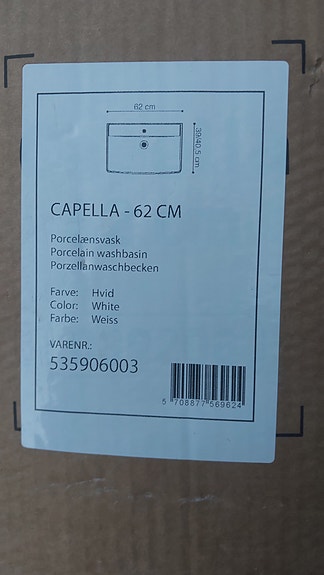 62 cm
39/40,5 cm
CAPELLA - 62 CM
Porcelænsvask
Porcelain washbasin
Porzellanwaschbecken
Farve: Hvid
Color: White
Farbe: Weiss
VARENR.:
535906003
5 708877 569624